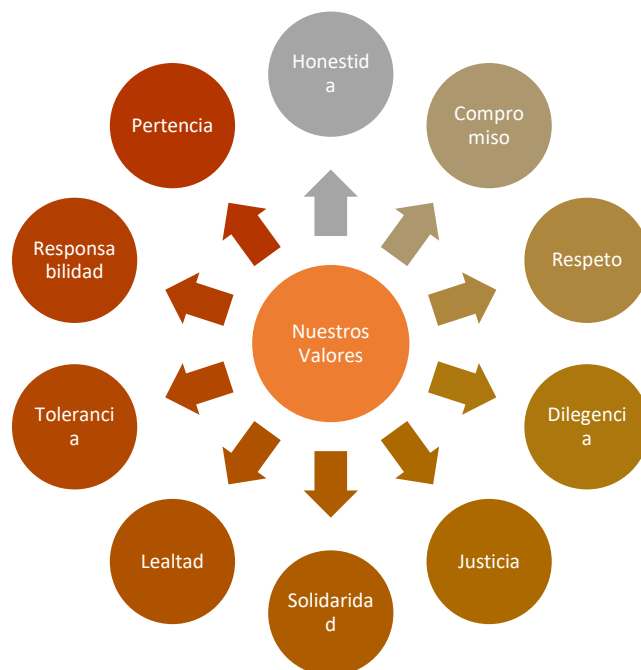 Honestid
a
Compro
miso
Respeto
Dilegenci
a
Justicia
Solidarida
d
Lealtad
Toleranci
a
Responsa
bilidad
Pertencia
Nuestros
Valores